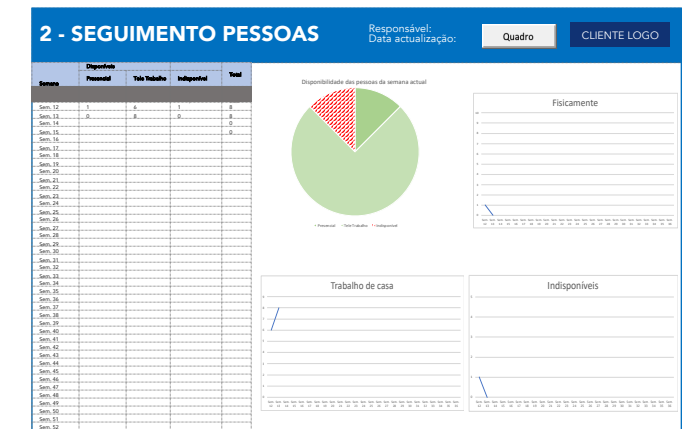 2 - SEGUIMENTO PESSOAS
Responsável:
Data actualização:
Quadro
CLIENTE LOGO
Disponíveis
Semana
Presencial
Tele Trabalho
Indisponível
Total
Sem. 12 1 6 1 8
Sem. 13 0 8 0 8
Sem. 14 0
Sem. 15 0
Sem. 16
Sem. 17
Sem. 18
Sem. 19
Sem. 20
Sem. 21
Sem. 22
Sem. 23
Sem. 24
Sem. 25
Sem. 26
Sem. 27
Sem. 28
Sem. 29
Sem. 30
Sem. 31
Sem. 32
Sem. 33
Sem. 34
Sem. 35
Sem. 36
Sem. 37
Sem. 38
Sem. 39
Sem. 40
Sem. 41
Sem. 42
Sem. 43
Sem. 44
Sem. 45
Sem. 46
Sem. 47
Sem. 48
Sem. 49
Sem. 50
Sem. 51
Sem. 52
Disponibilidade das pessoas da semana actual
Presencial Tele Trabalho Indisponível
Fisicamente
Trabalho de casa
Indisponíveis